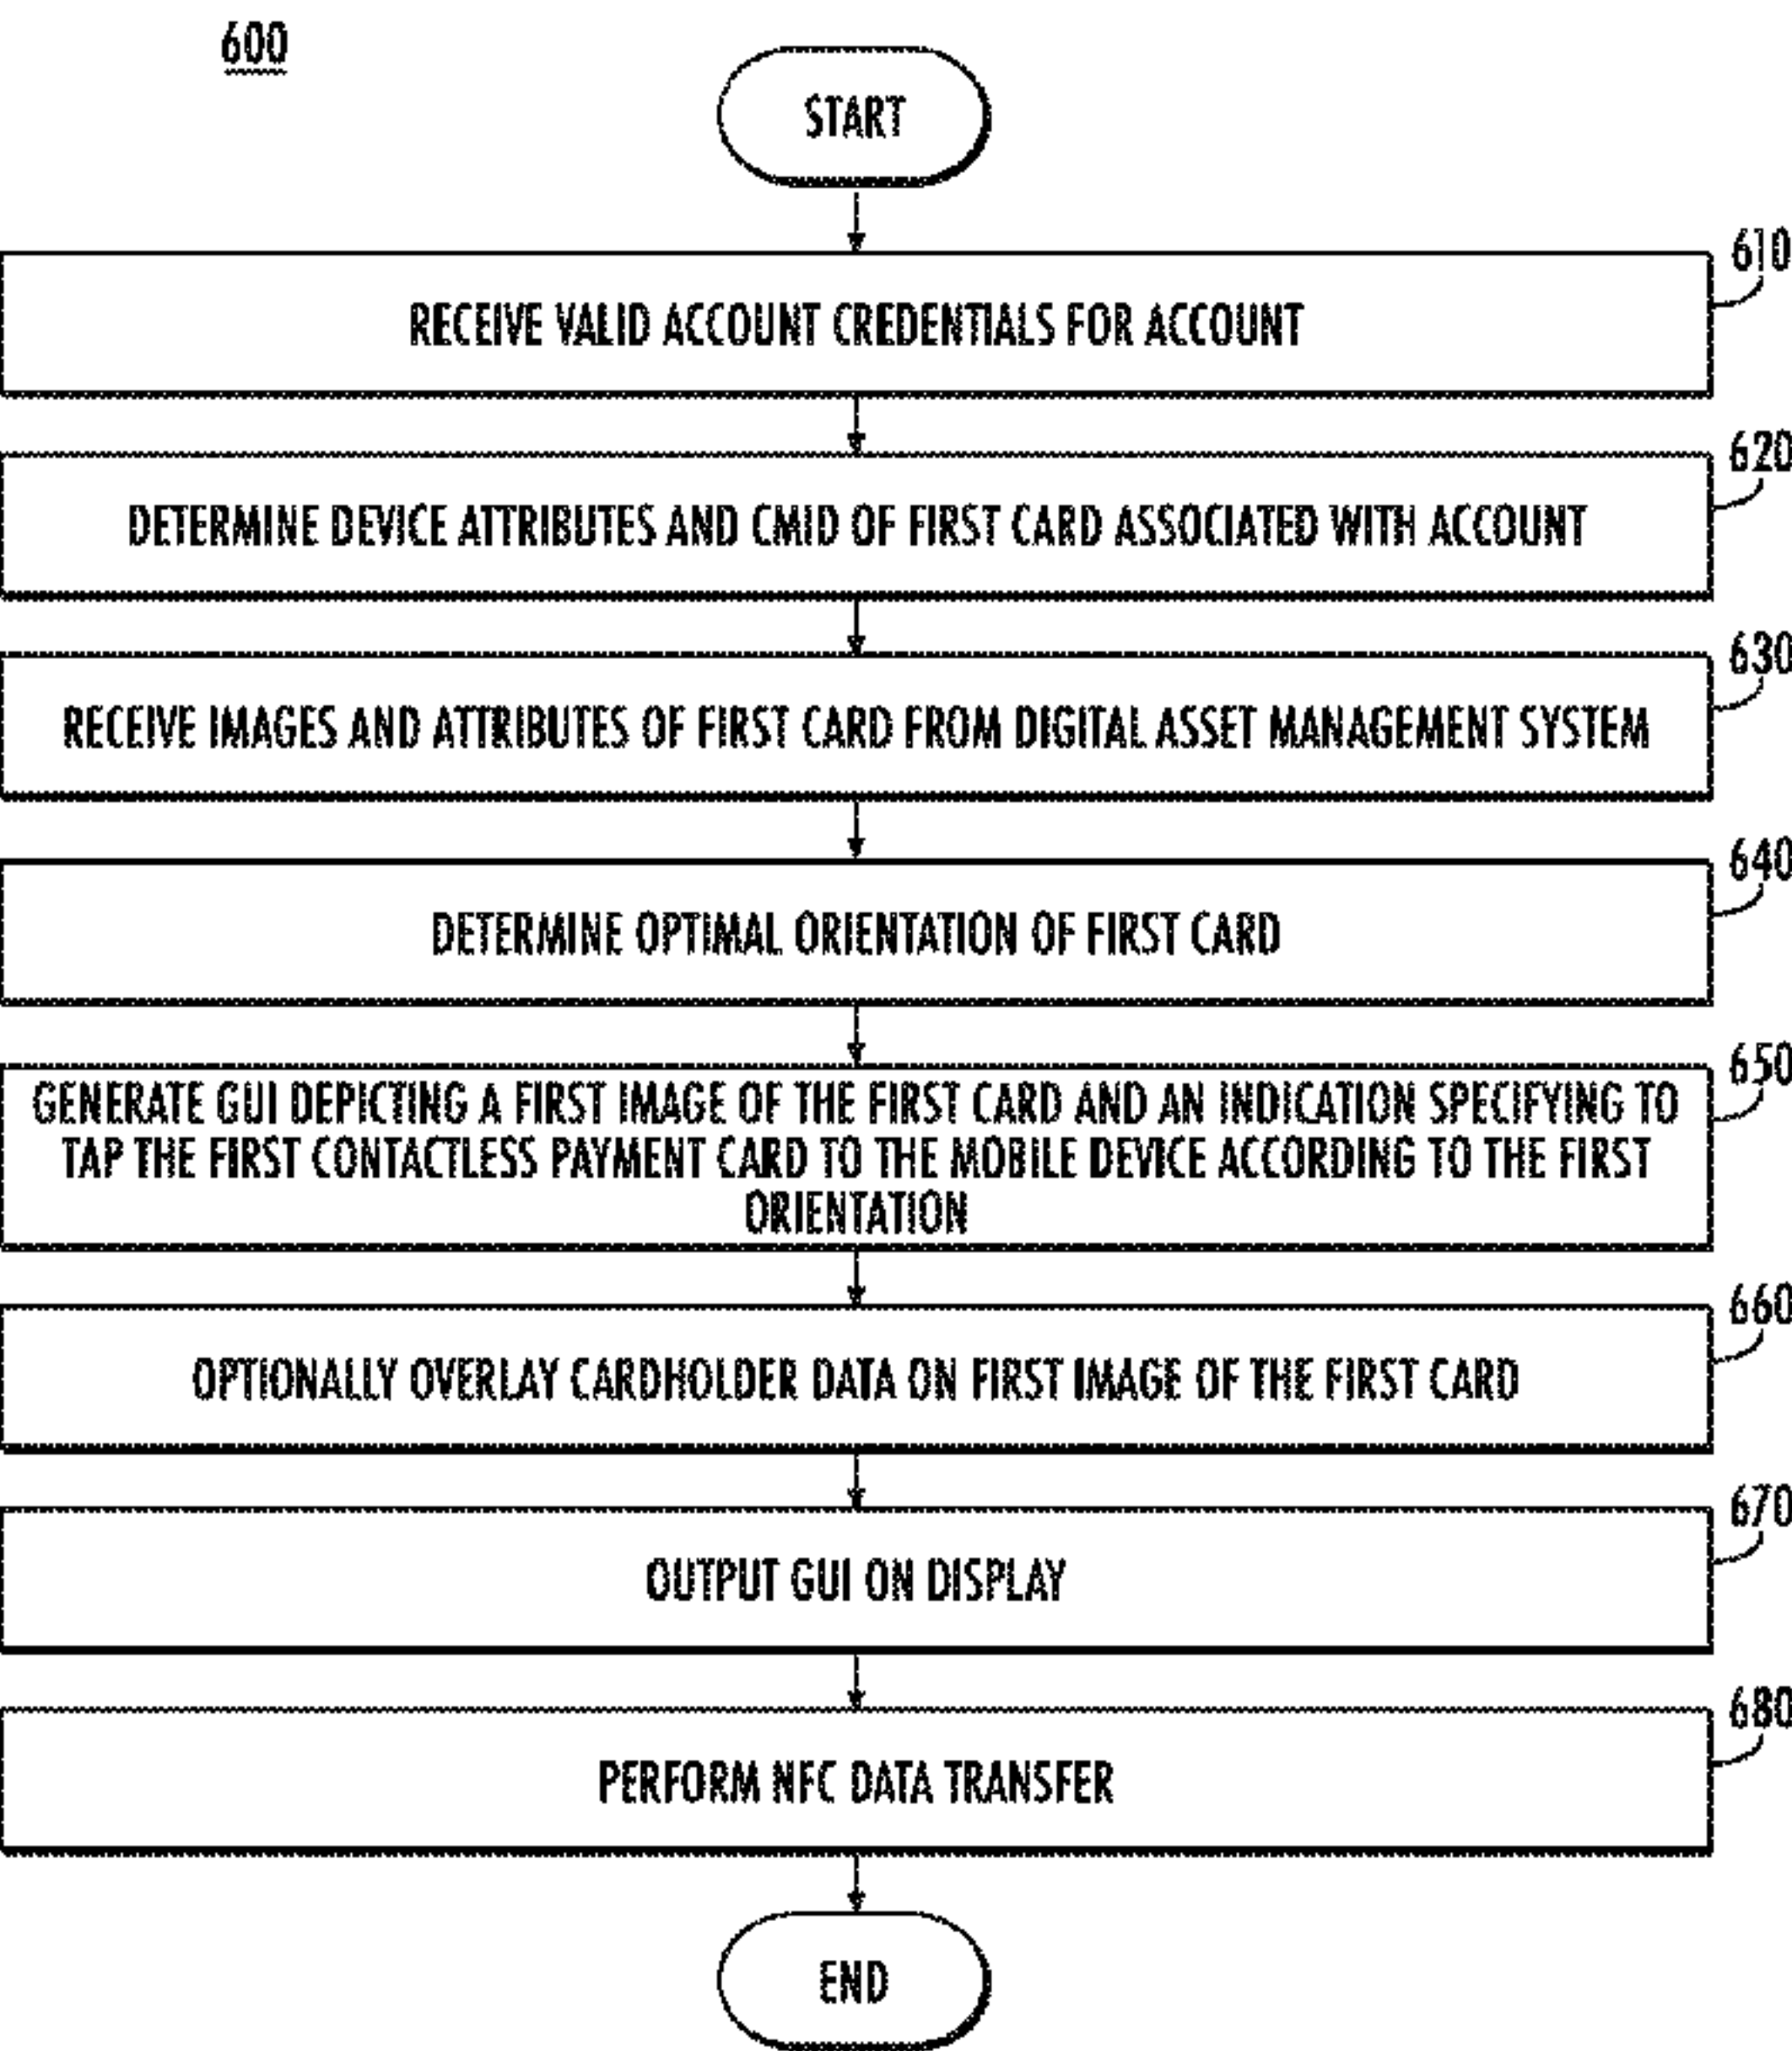 600
START
610
RECEIVE VALID ACCOUNT CREDENTIALS FOR ACCOUNT
620
DETERMINE DEVICE ATTRIBUTES AND CMID OF FIRST CARD ASSOCIATED WITH ACCOUNT
630
RECEIVE IMAGES AND ATTRIBUTES OF FIRST CARD FROM DIGITAL ASSET MANAGEMENT SYSTEM
640
DETERMINE OPTIMAL ORIENTATION OF FIRST CARD
650
GENERATE GUI DEPICTING A FIRST IMAGE OF THE FIRST CARD AND AN INDICATION SPECIFYING TO
TAP THE FIRST CONTACTLESS PAYMENT CARD TO THE MOBILE DEVICE ACCORDING TO THE FIRST
ORIENTATION
660
OPTIONALLY OVERLAY CARDHOLDER DATA ON FIRST IMAGE OF THE FIRST CARD
670
OUTPUT GUI ON DISPLAY
680
PERFORM NFC DATA TRANSFER
END